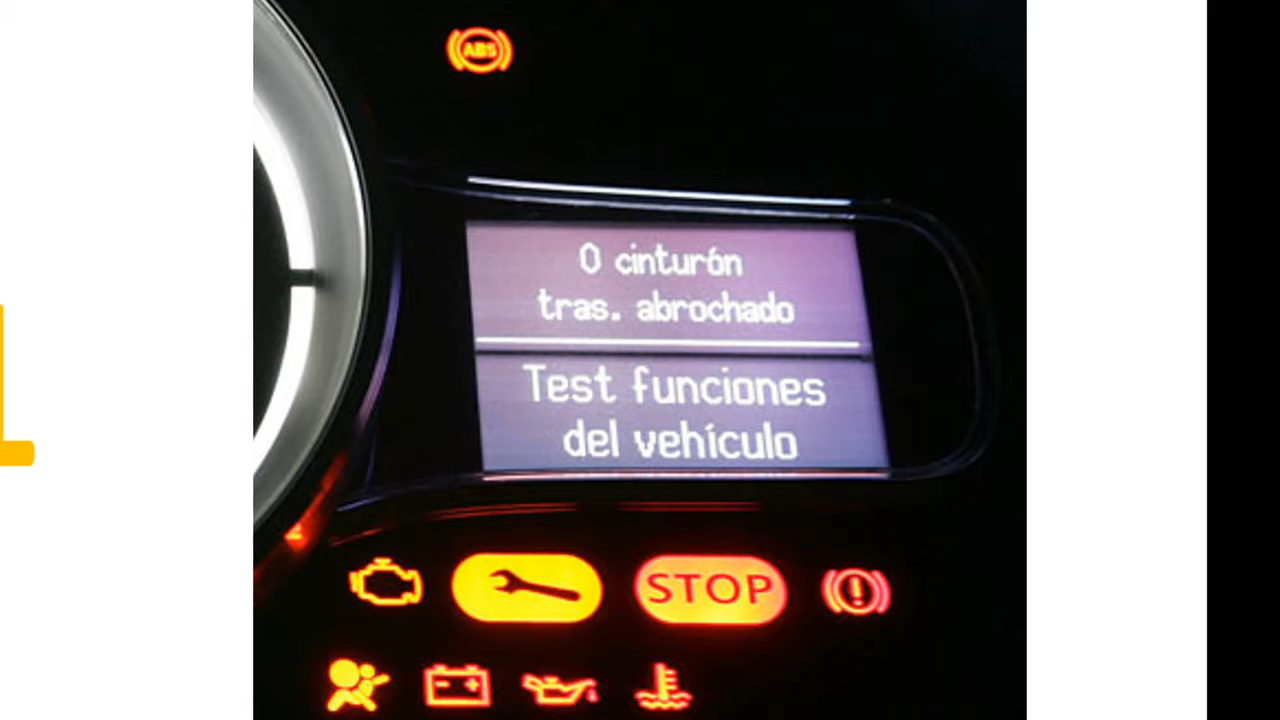 ABS
0 cinturón
tras. abrochado
Test funciones
del vehículo
STOP